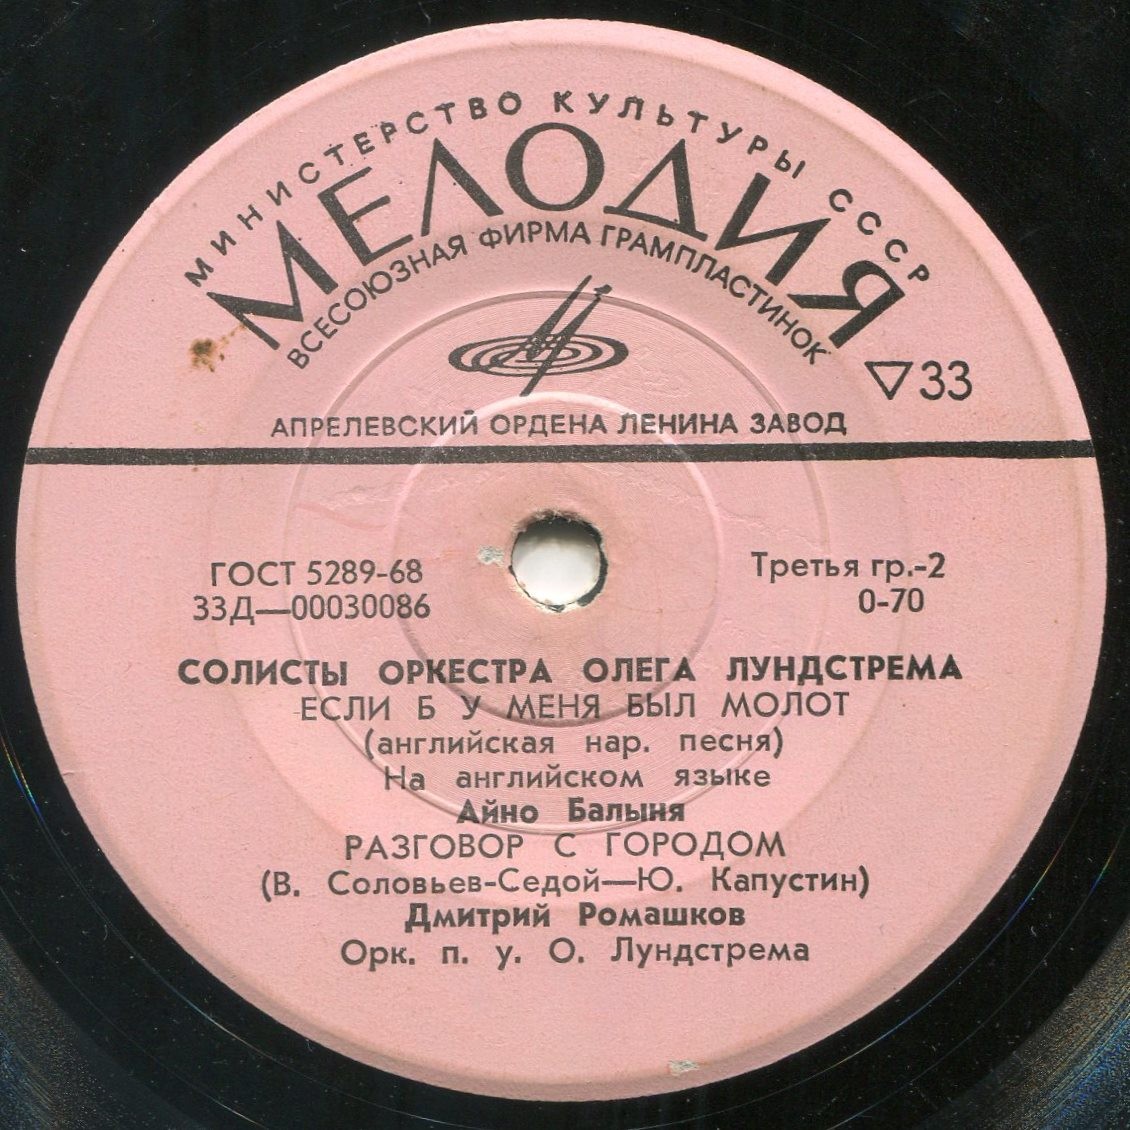 МИНИСТЕРСТВО КУЛЬТУРЫ СССР
МЕЛОДИЯ
ВСЕСОЮЗНАЯ ФИРМА ГРАМПЛАСТИНОК
33
АПРЕЛЕВСКИЙ ОРДЕНА ЛЕНИНА ЗАВОД
ГОСТ 5289-68
33Д—00030086
Третья гр.-2
0-70
СОЛИСТЫ ОРКЕСТРА ОЛЕГА ЛУНДСТРЕМА
ЕСЛИ Б У МЕНЯ БЫЛ МОЛОТ
(английская нар. песня)
На английском языке
Айно Балыня
РАЗГОВОР С ГОРОДОМ
(В. Соловьев-Седой—Ю. Капустин)
Дмитрий Ромашков
Орк. п. у. О. Лундстрема